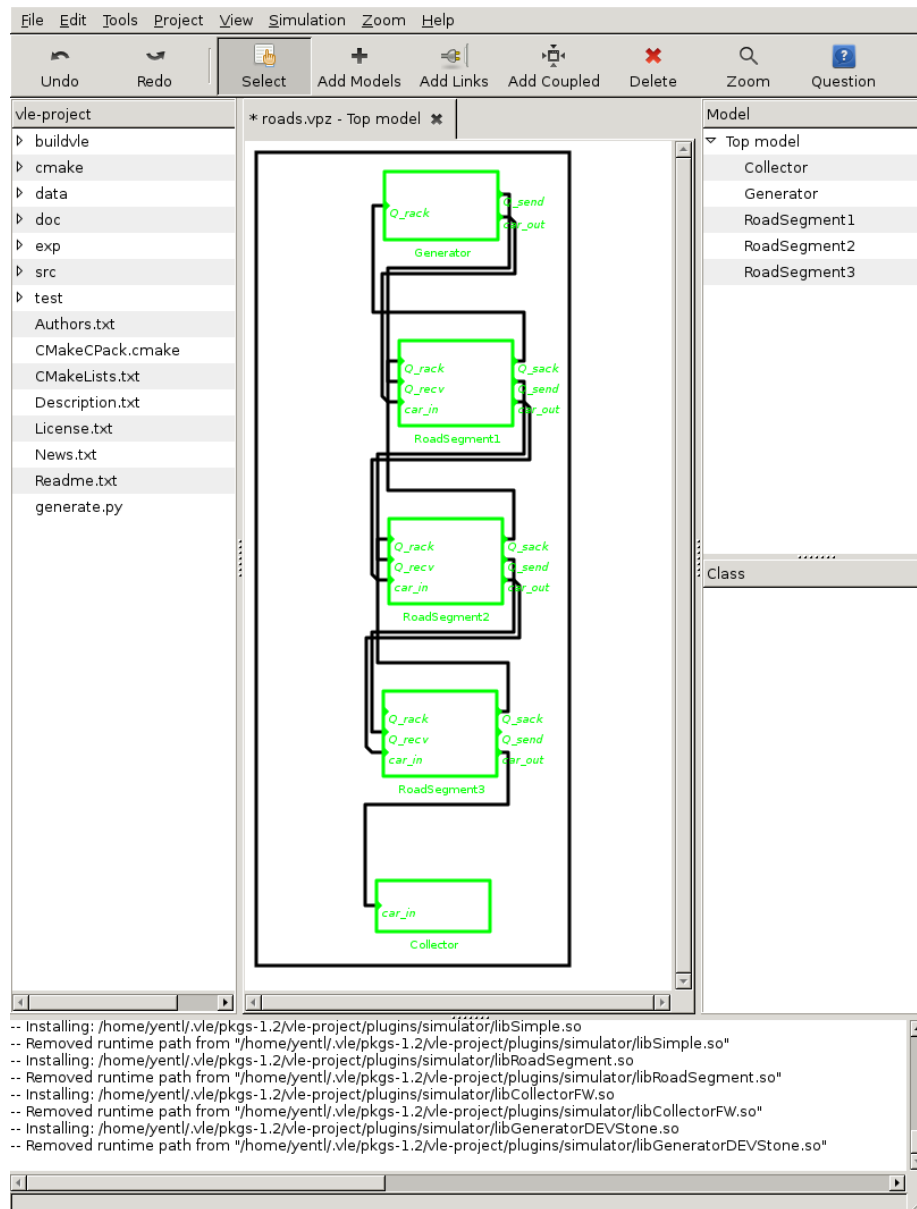 File Edit Tools Project View Simulation Zoom Help
Undo Redo Select Add Models Add Links Add Coupled Delete Zoom Question
vle-project
buildvle
cmake
data
doc
exp
src
test
Authors.txt
CMakeCPack.cmake
CMakeLists.txt
Description.txt
License.txt
News.txt
Readme.txt
generate.py
* roads.vpz - Top model
Q_rack
Q_send
car_out
Generator
Q_rack
Q_recv
car_in
Q_sack
Q_send
car_out
RoadSegment1
Q_rack
Q_recv
car_in
Q_sack
Q_send
car_out
RoadSegment2
Q_rack
Q_recv
car_in
Q_sack
Q_send
car_out
RoadSegment3
car_in
Collector
Model
Top model
Collector
Generator
RoadSegment1
RoadSegment2
RoadSegment3
Class
-- Installing: /home/yentl/.vle/pkgs-1.2/vle-project/plugins/simulator/libSimple.so
-- Removed runtime path from "/home/yentl/.vle/pkgs-1.2/vle-project/plugins/simulator/libSimple.so"
-- Installing: /home/yentl/.vle/pkgs-1.2/vle-project/plugins/simulator/libRoadSegment.so
-- Removed runtime path from "/home/yentl/.vle/pkgs-1.2/vle-project/plugins/simulator/libRoadSegment.so"
-- Installing: /home/yentl/.vle/pkgs-1.2/vle-project/plugins/simulator/libCollectorFW.so
-- Removed runtime path from "/home/yentl/.vle/pkgs-1.2/vle-project/plugins/simulator/libCollectorFW.so"
-- Installing: /home/yentl/.vle/pkgs-1.2/vle-project/plugins/simulator/libGeneratorDEVStone.so
-- Removed runtime path from "/home/yentl/.vle/pkgs-1.2/vle-project/plugins/simulator/libGeneratorDEVStone.so"